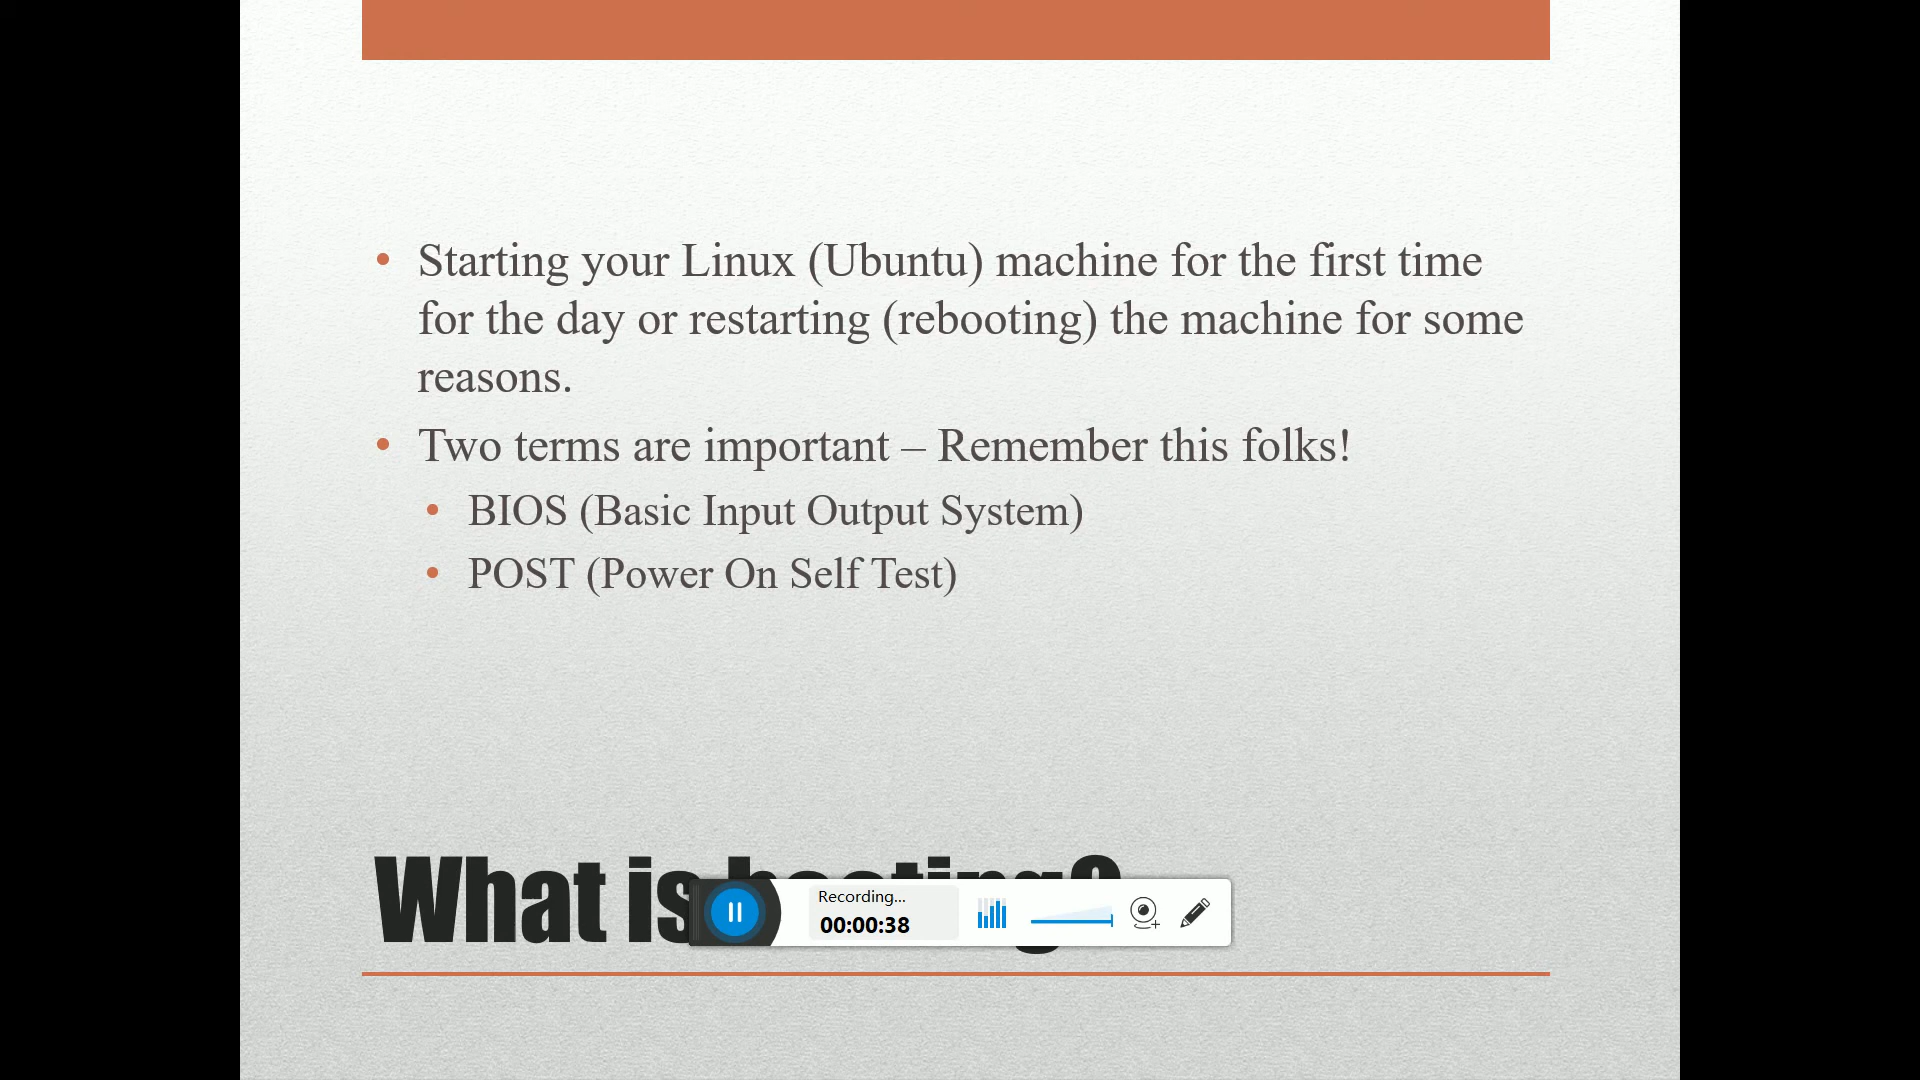 • Starting your Linux (Ubuntu) machine for the first time
for the day or restarting (rebooting) the machine for some
reasons.
• Two terms are important – Remember this folks!
• BIOS (Basic Input Output System)
• POST (Power On Self Test)
What is booting?
Recording...
00:00:38